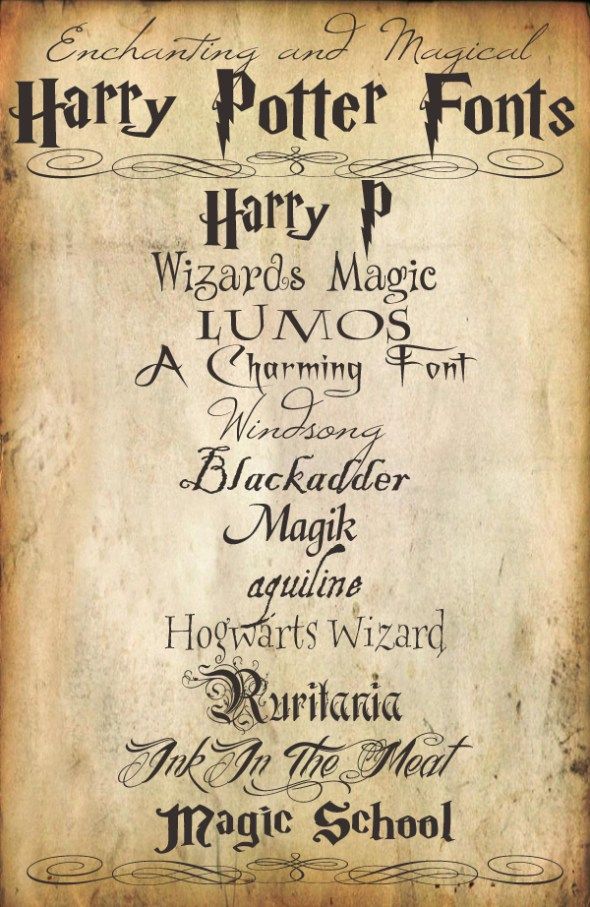 Enchanting and Magical
Harry Potter Fonts
Harry P
Wizards Magic
LUMOS
A Charming Font
Windsong
Blackadder
Magik
aquiline
Hogwarts Wizard
Ruritania
Ink In The Meat
Magic School